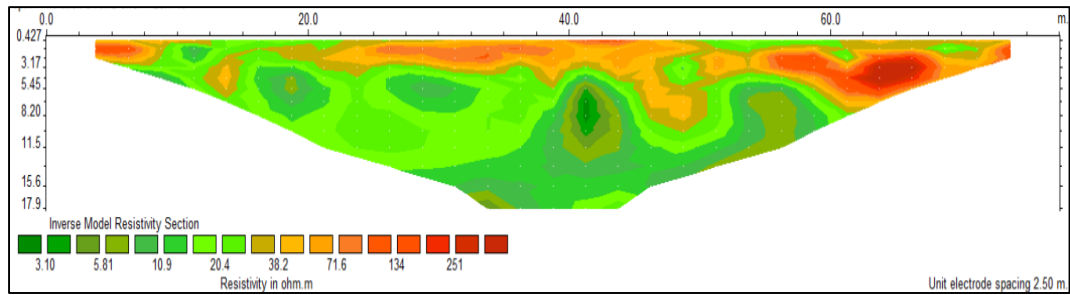 0.0 20.0 40.0 60.0 m.
0.427
3.17
5.45
8.20
11.5
15.6
17.9
Inverse Model Resistivity Section
3.10 5.81 10.9 20.4 38.2 71.6 134 251
Resistivity in ohm.m
Unit electrode spacing 2.50 m.